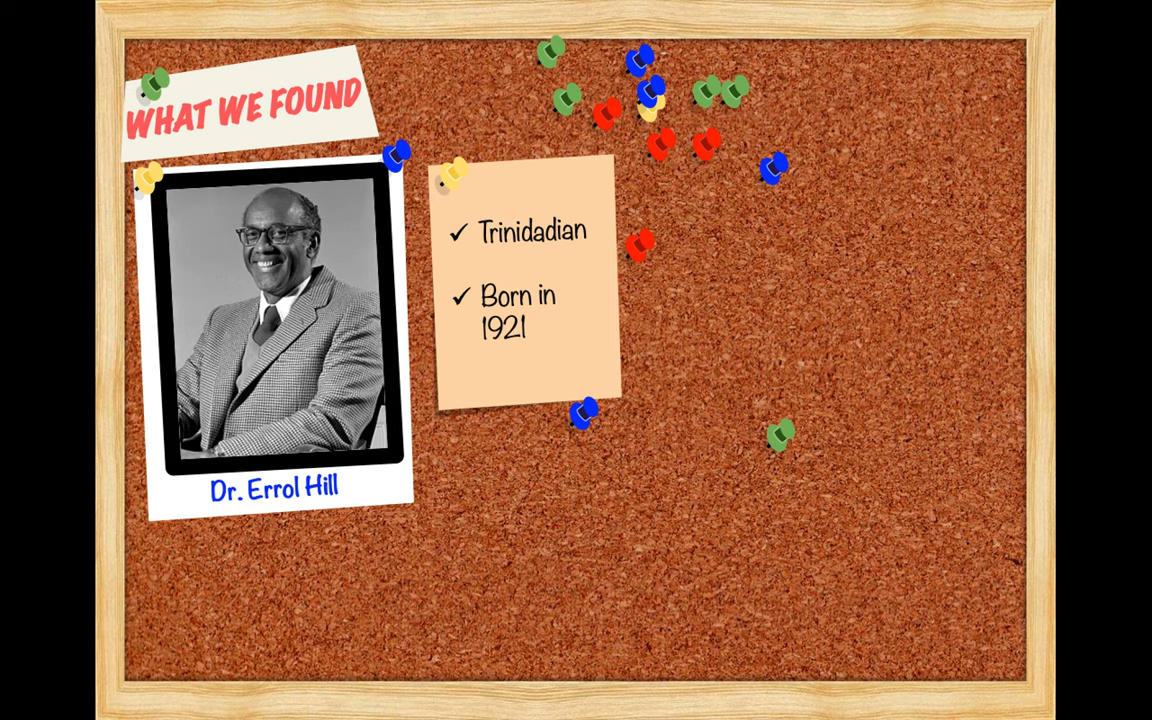 WHAT WE FOUND
✓ Trinidadian
✓ Born in
1921
Dr. Errol Hill